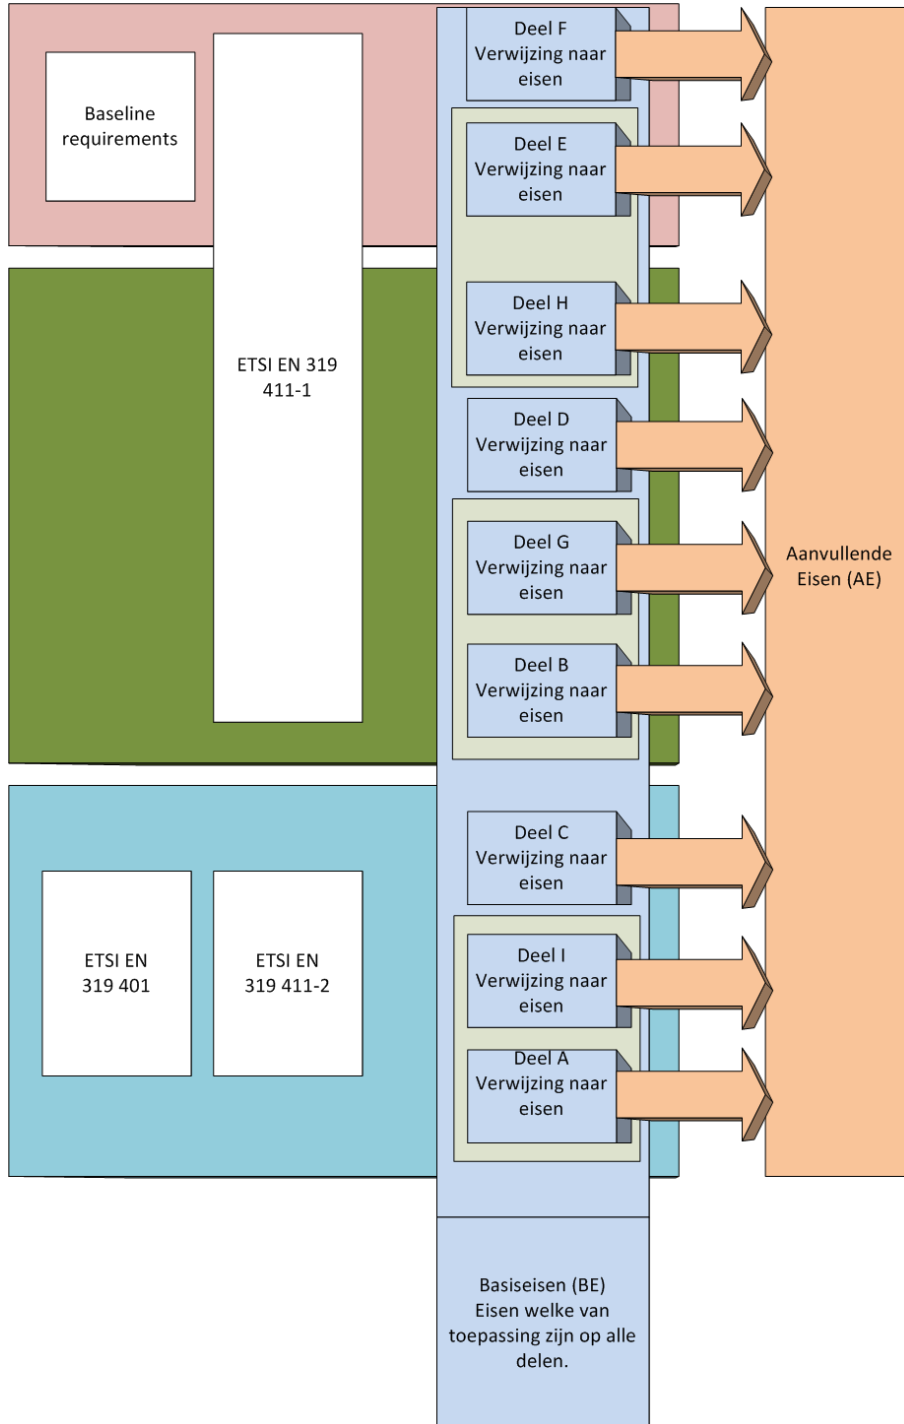 Baseline
requirements
ETSI EN 319
411-1
Deel F
Verwijzing naar
eisen
Deel E
Verwijzing naar
eisen
Deel H
Verwijzing naar
eisen
Deel D
Verwijzing naar
eisen
Deel G
Verwijzing naar
eisen
Deel B
Verwijzing naar
eisen
Aanvullende
Eisen (AE)
ETSI EN
319 401
ETSI EN
319 411-2
Deel C
Verwijzing naar
eisen
Deel I
Verwijzing naar
eisen
Deel A
Verwijzing naar
eisen
Basiseisen (BE)
Eisen welke van
toepassing zijn op alle
delen.